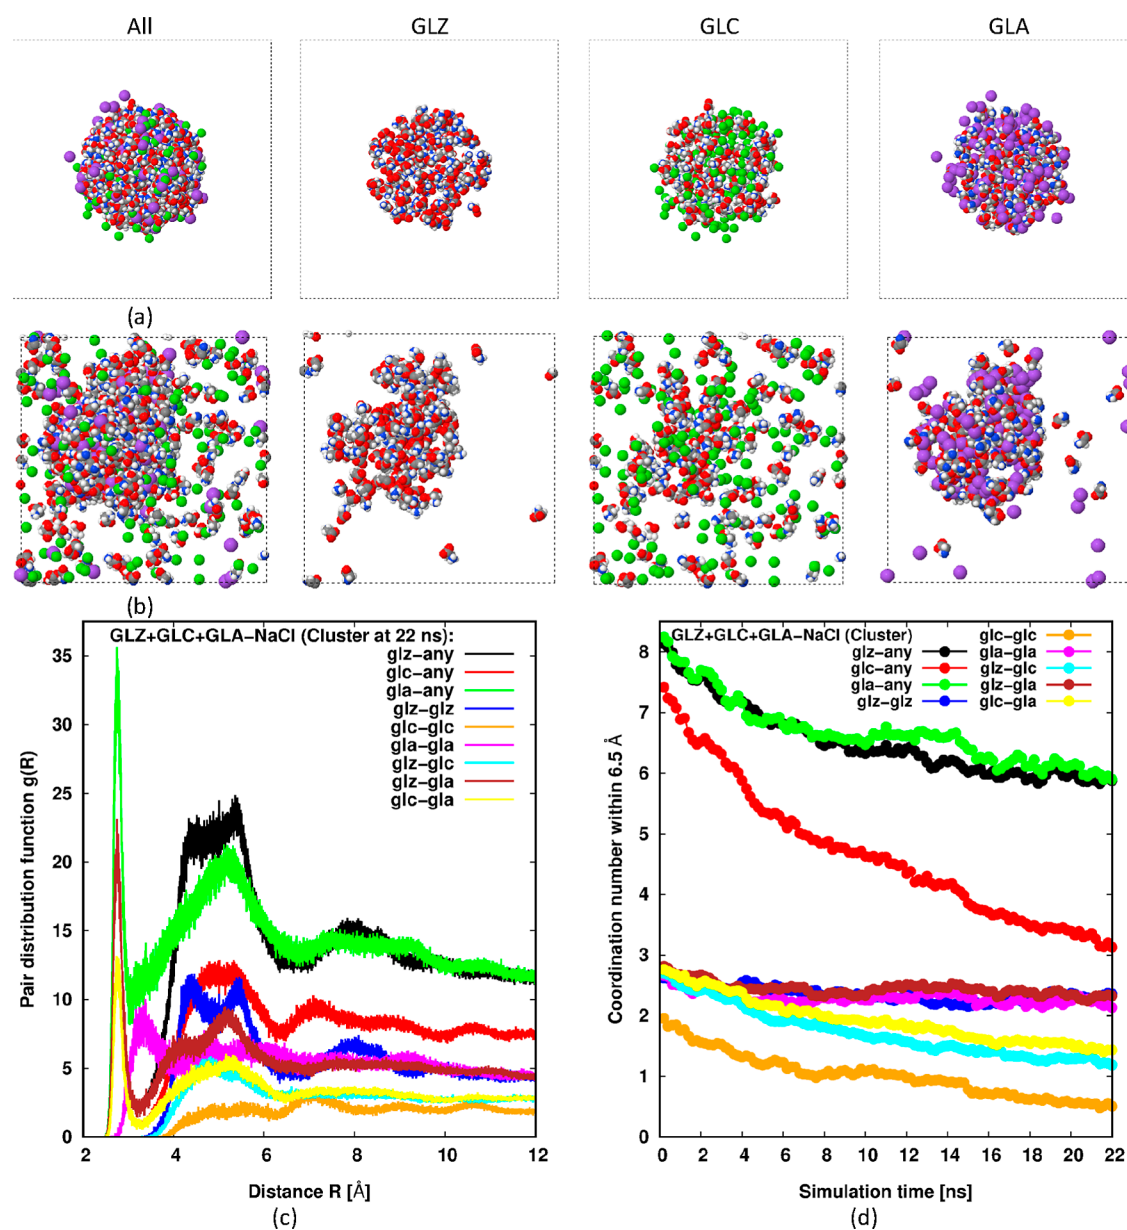 All GLZ GLC GLA
(a)
(b)
GLZ+GLC+GLA–NaCl (Cluster at 22 ns):
glz–any
glc–any
gla–any
glz–glz
glc–glc
gla–gla
glz–glc
glz–gla
glc–gla
Pair distribution function g(R)
35
30
25
20
15
10
5
0
2 4 6 8 10 12
Distance R [Å]
(c)
GLZ+GLC+GLA–NaCl (Cluster)
glz–any
glc–any
gla–any
glz–glz
glc–glc
gla–gla
glz–glc
glz–gla
glc–gla
Coordination number within 6.5 Å
8
7
6
5
4
3
2
1
0
0 2 4 6 8 10 12 14 16 18 20 22
Simulation time [ns]
(d)